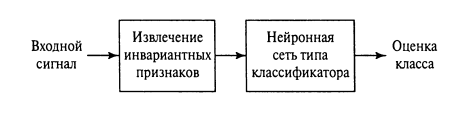 Входной
сигнал
Извлечение
инвариантных
признаков
Нейронная
сеть типа
классификатора
Оценка
класса